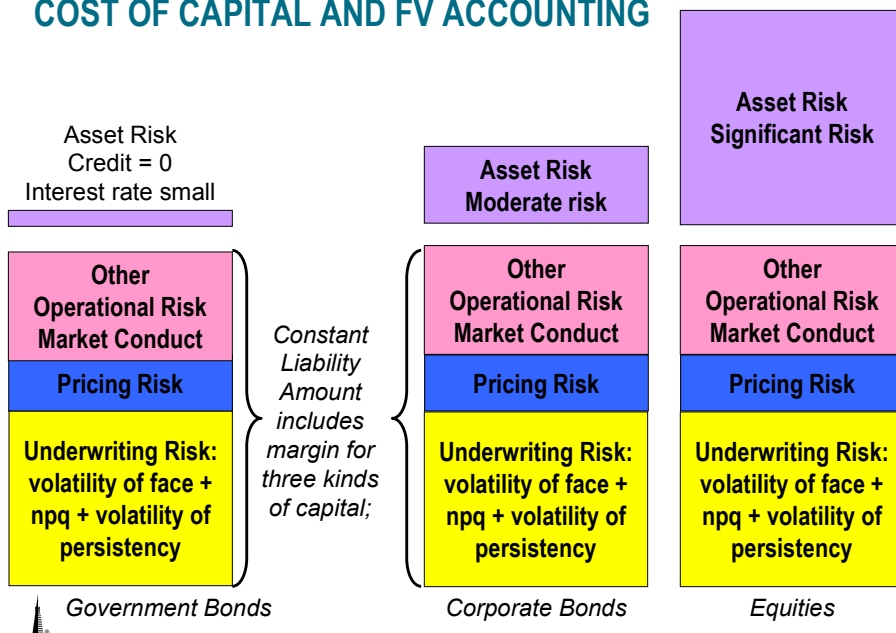 COST OF CAPITAL AND FV ACCOUNTING
Asset Risk
Credit = 0
Interest rate small
Other
Operational Risk
Market Conduct
Pricing Risk
Underwriting Risk:
volatility of face +
npq + volatility of
persistency
Government Bonds
Constant
Liability
Amount
includes
margin for
three kinds
of capital;
Asset Risk
Moderate risk
Other
Operational Risk
Market Conduct
Pricing Risk
Underwriting Risk:
volatility of face +
npq + volatility of
persistency
Corporate Bonds
Asset Risk
Significant Risk
Other
Operational Risk
Market Conduct
Pricing Risk
Underwriting Risk:
volatility of face +
npq + volatility of
persistency
Equities